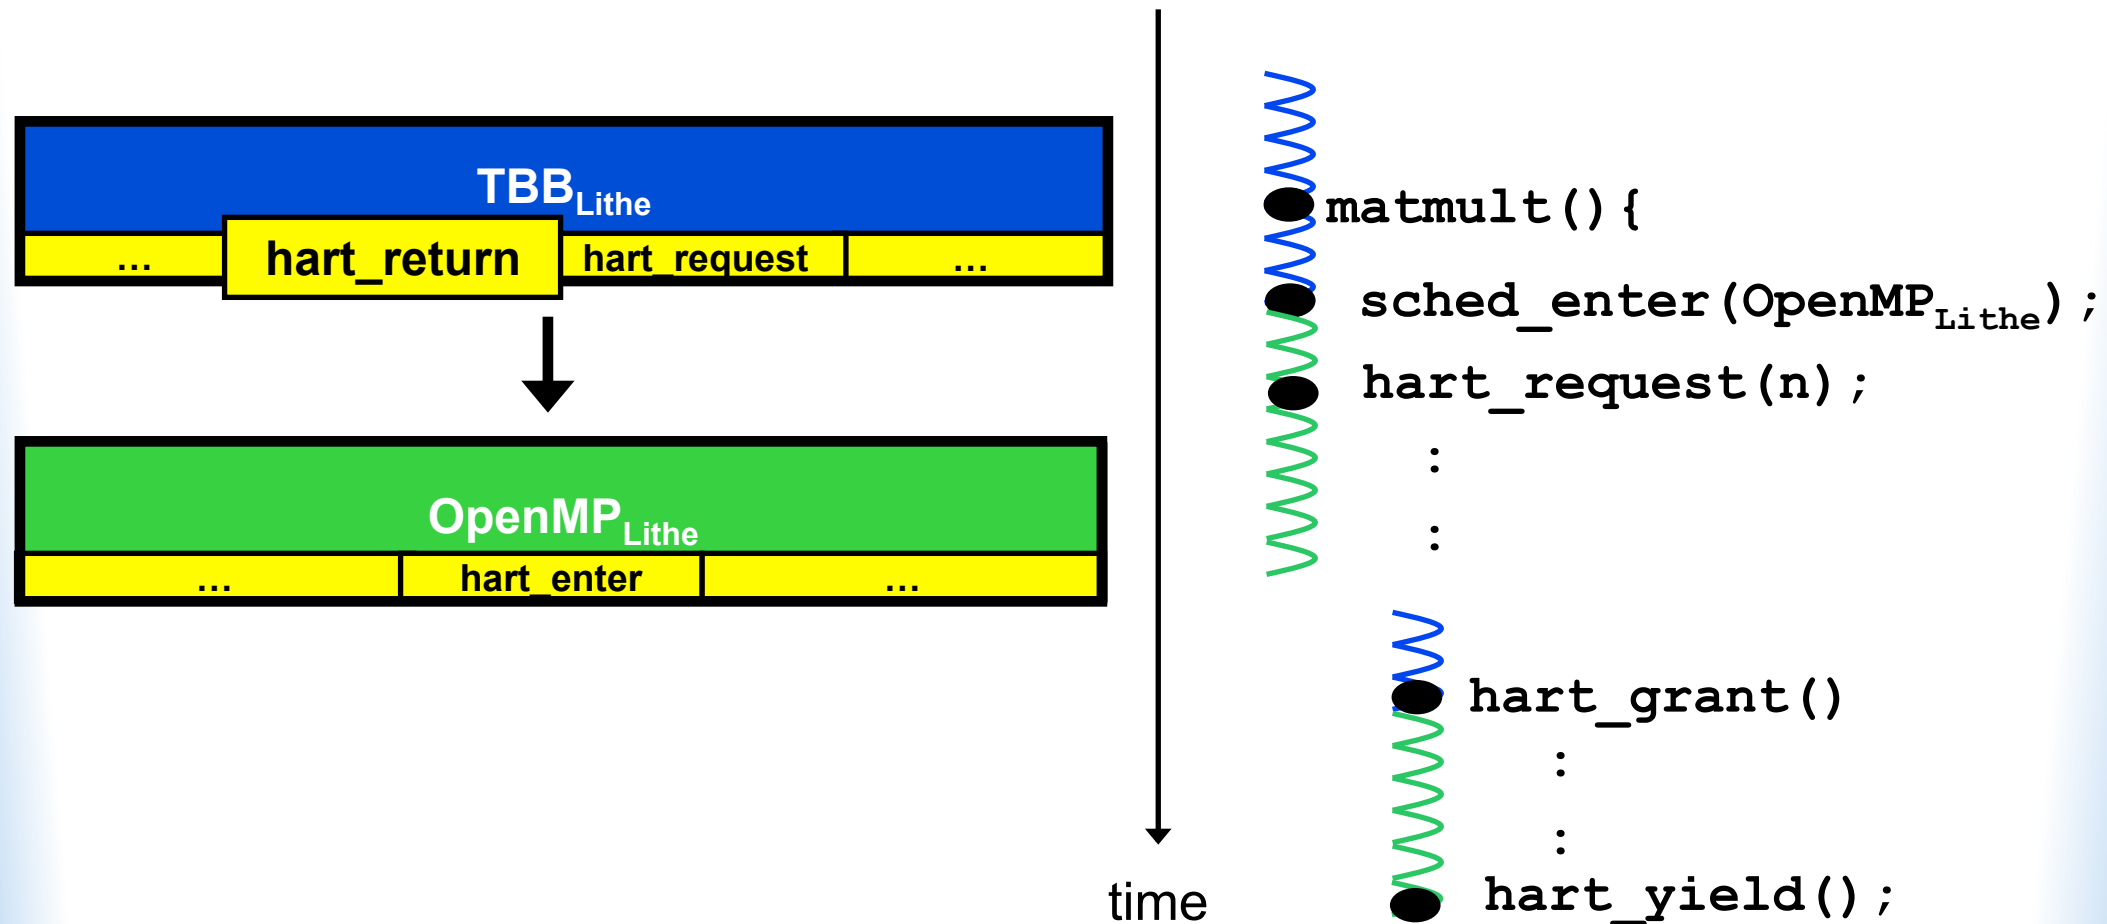 TBBLithe
... hart_return hart_request ...
OpenMPLithe
... hart_enter ...
time
matmult(){
sched_enter(OpenMPLithe);
hart_request(n);
:
:
hart_grant()
:
:
hart_yield();